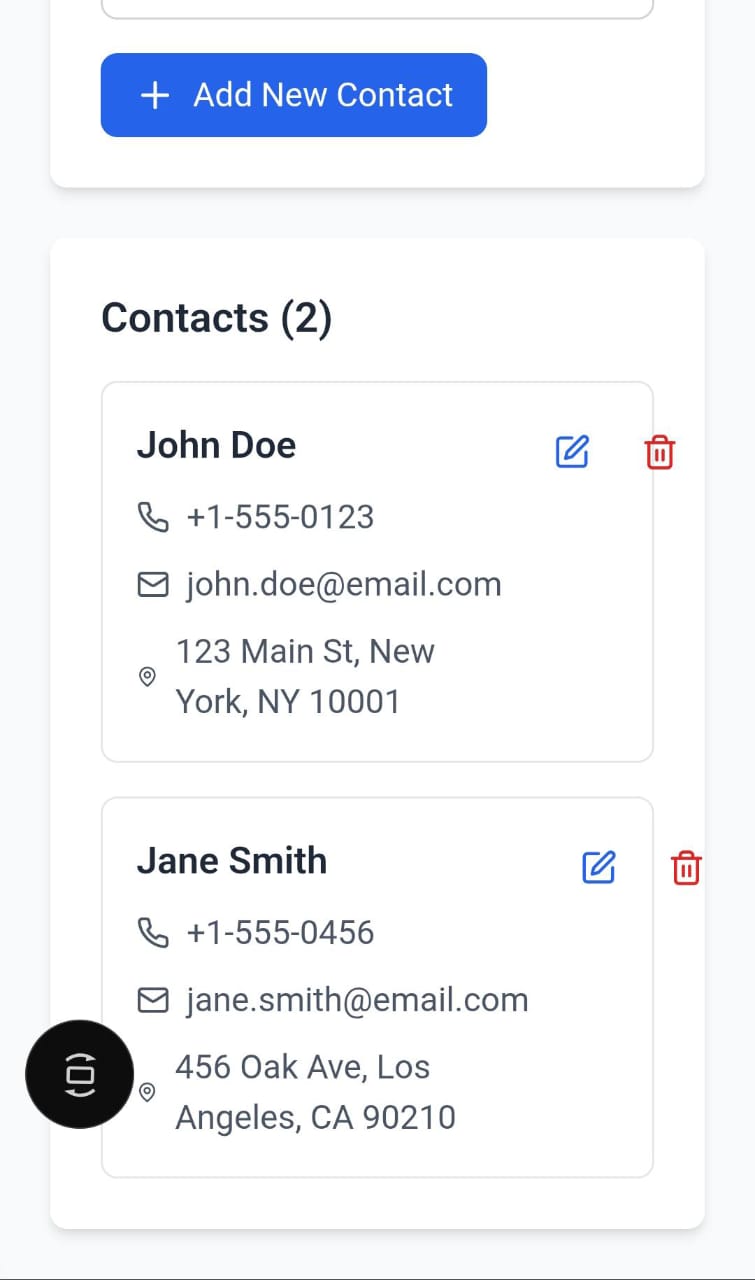 Add New Contact
Contacts (2)
John Doe
+1-555-0123
john.doe@email.com
123 Main St, New
York, NY 10001
Jane Smith
+1-555-0456
jane.smith@email.com
456 Oak Ave, Los
Angeles, CA 90210